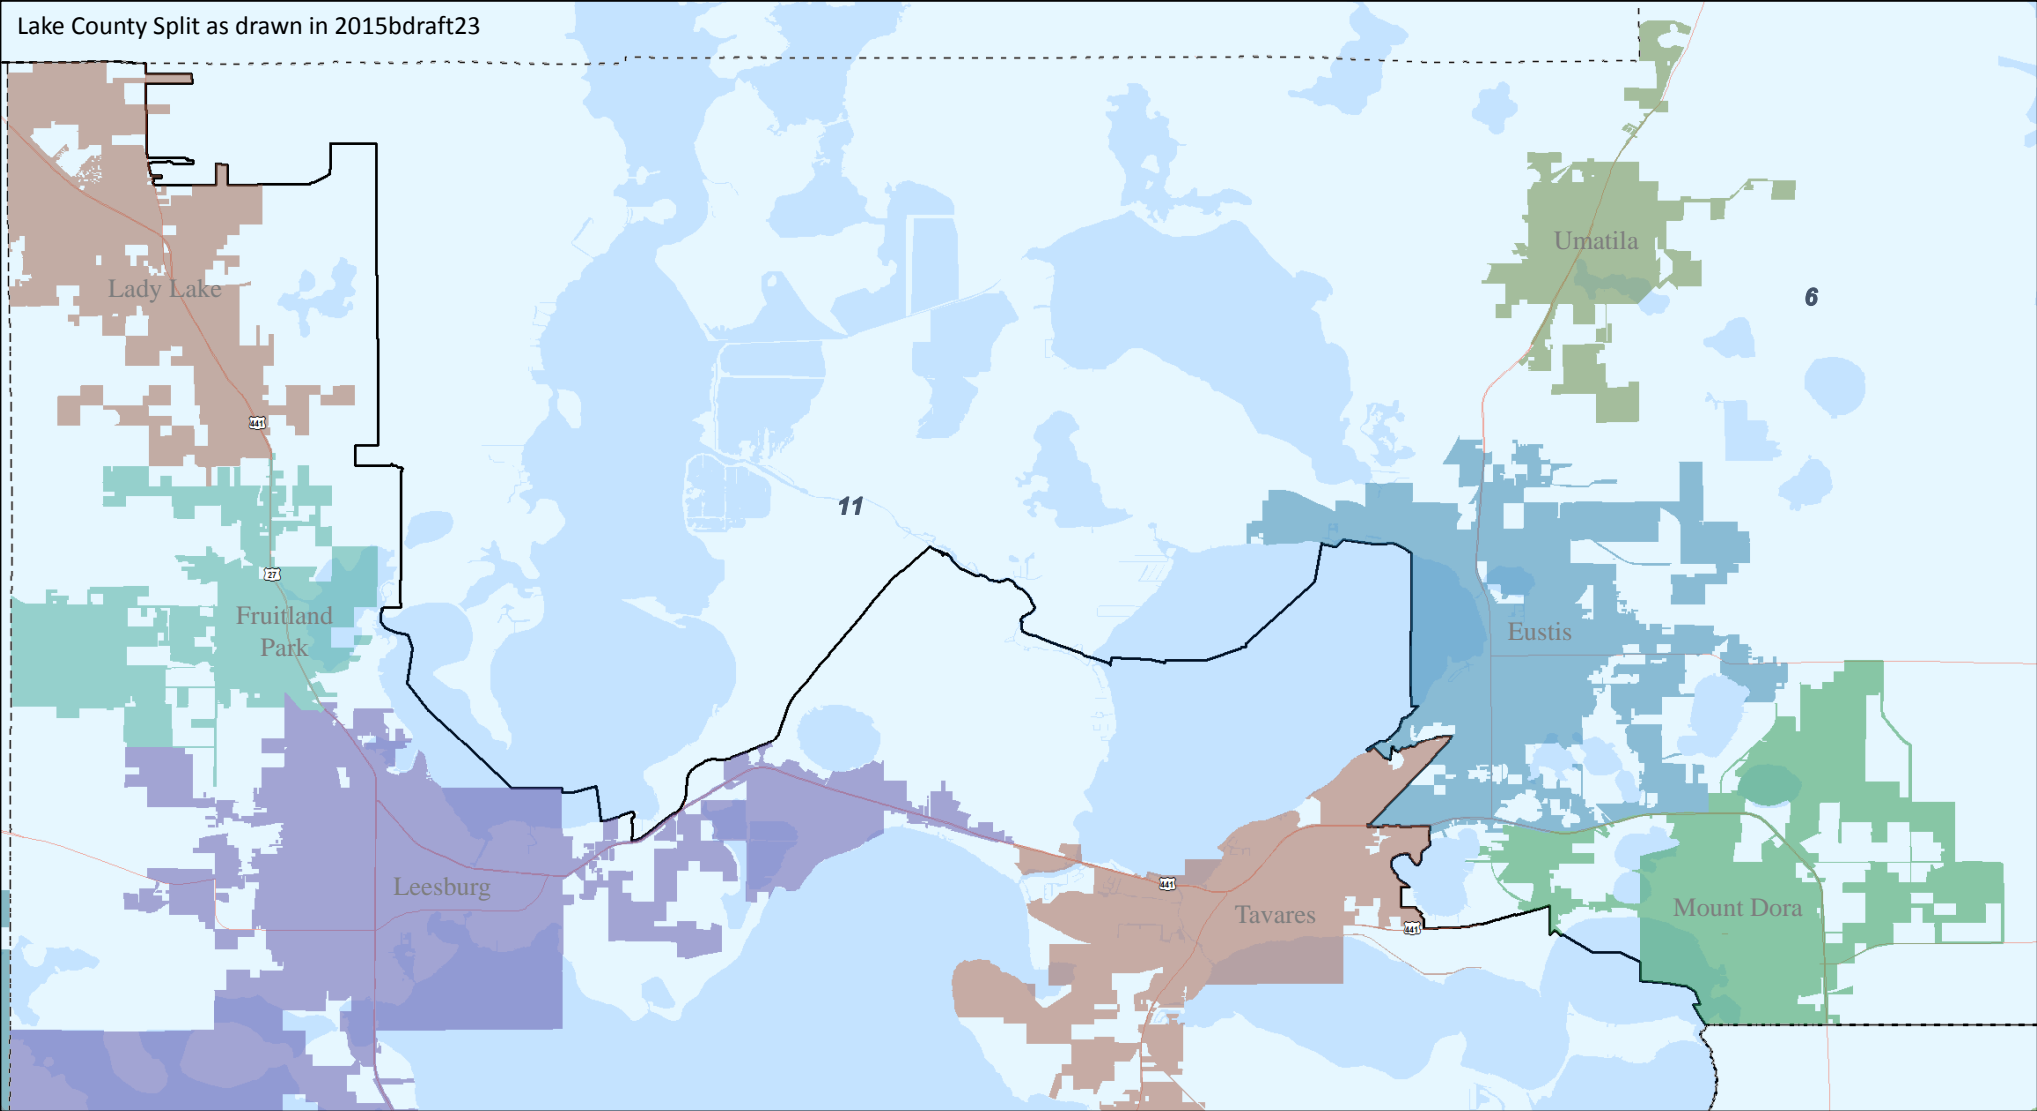 Lake County Split as drawn in 2015bdraft23
Umatila
6
Lady Lake
441
11
27
Fruitland
Park
Eustis
Leesburg
441
Tavares
Mount Dora
441